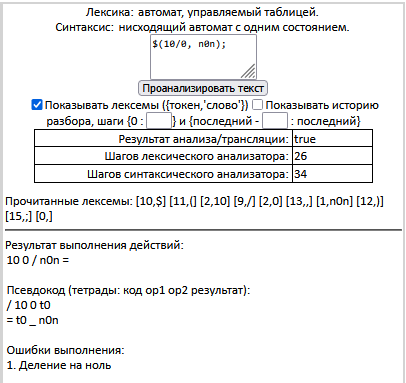 Лексика: автомат, управляемый таблицей.
Синтаксис: нисходящий автомат с одним состоянием.
$(10/0, n0n);
Проанализировать текст
Показывать лексемы ({токен,'слово'}) Показывать историю
разбора, шаги {0 : } и {последний - : последний}
Результат анализа/трансляции: true
Шагов лексического анализатора: 26
Шагов синтаксического анализатора: 34
Прочитанные лексемы: [10,$] [11,(] [2,10] [9,/] [2,0] [13,,] [1,n0n] [12,)]
[15,;] [0,]
Результат выполнения действий:
10 0 / n0n =
Псевдокод (тетрады: код op1 op2 результат):
/ 10 0 t0
= t0 _ n0n
Ошибки выполнения:
1. Деление на ноль